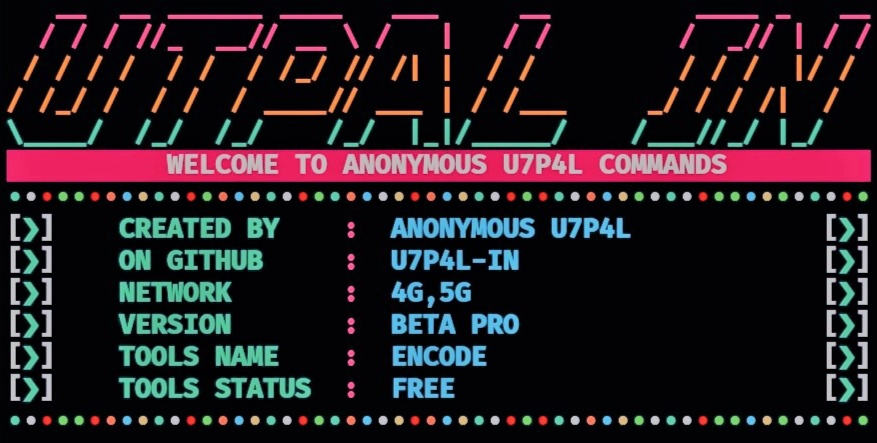 UTPAL IN
WELCOME TO ANONYMOUS U7P4L COMMANDS
[❯] CREATED BY : ANONYMOUS U7P4L [❯]
[❯] ON GITHUB : U7P4L-IN [❯]
[❯] NETWORK : 4G,5G [❯]
[❯] VERSION : BETA PRO [❯]
[❯] TOOLS NAME : ENCODE [❯]
[❯] TOOLS STATUS : FREE [❯]